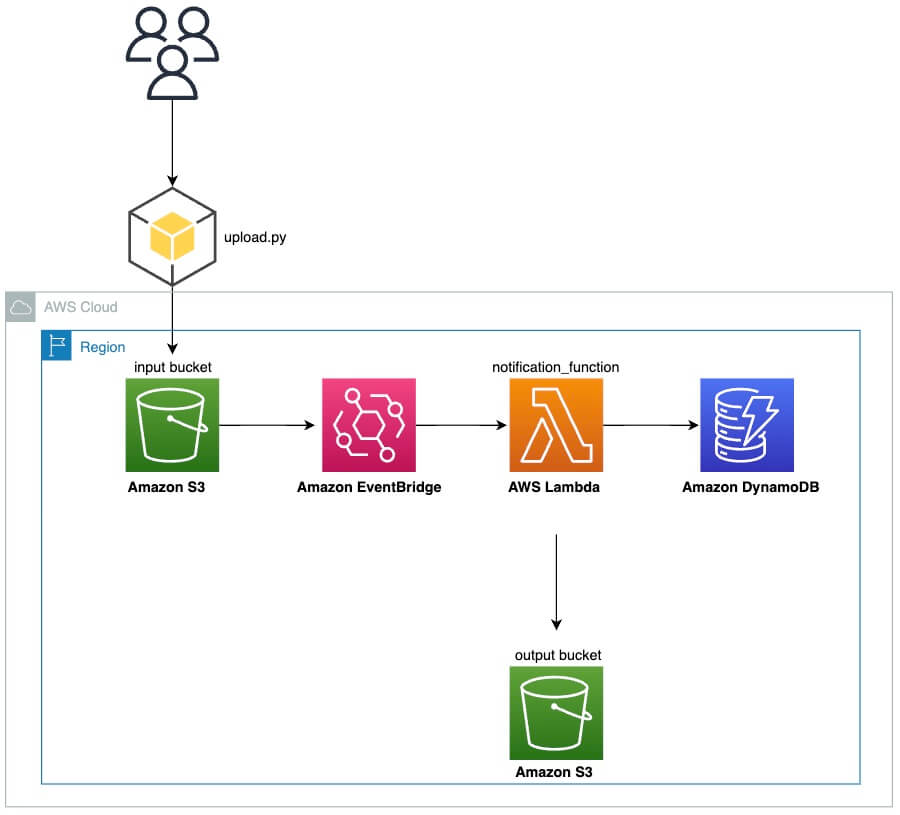 upload.py
AWS Cloud
Region
input bucket
notification_function
Amazon S3
Amazon EventBridge
AWS Lambda
Amazon DynamoDB
output bucket
Amazon S3